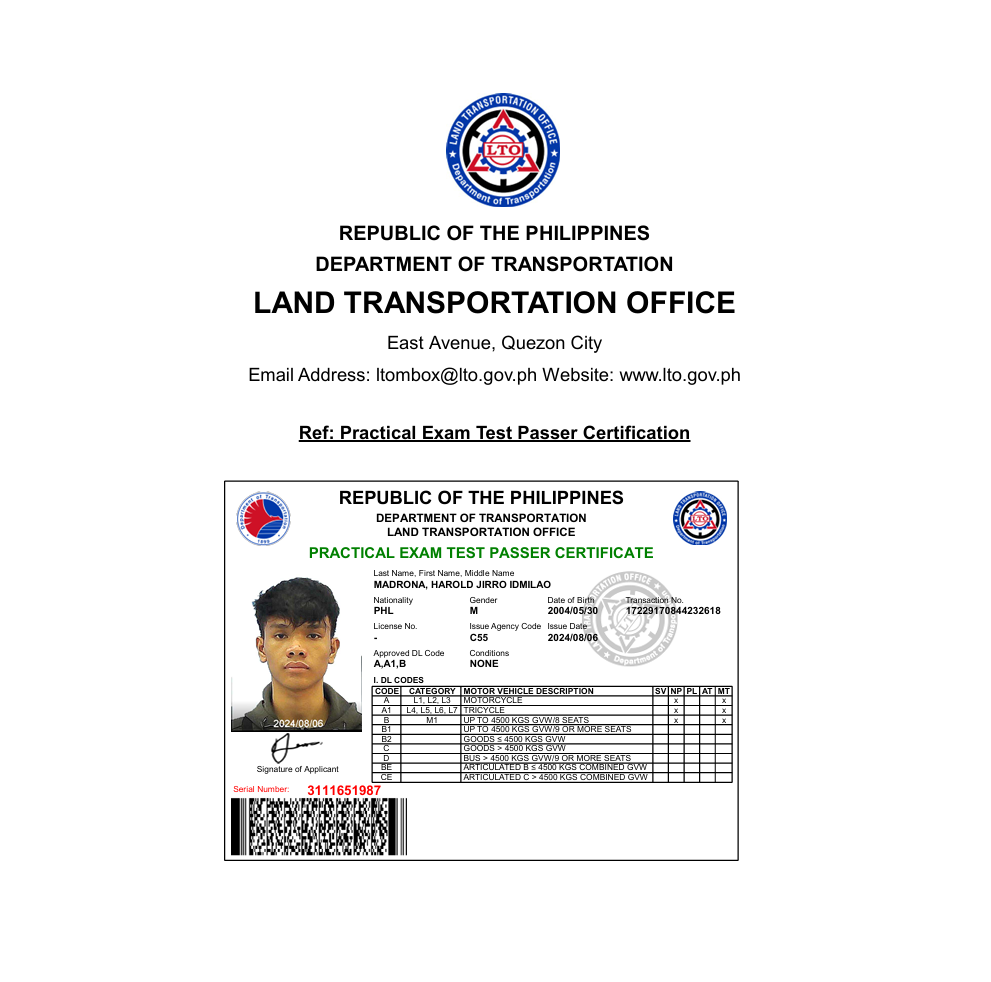 LAND TRANSPORTATION OFFICE
LTO
Department of Transportation
REPUBLIC OF THE PHILIPPINES
DEPARTMENT OF TRANSPORTATION
LAND TRANSPORTATION OFFICE
East Avenue, Quezon City
Email Address: ltombox@lto.gov.ph Website: www.lto.gov.ph
Ref: Practical Exam Test Passer Certification
Department of Transportation
1899
REPUBLIC OF THE PHILIPPINES
DEPARTMENT OF TRANSPORTATION
LAND TRANSPORTATION OFFICE
LAND TRANSPORTATION OFFICE
LTO
Department of Transportation
PRACTICAL EXAM TEST PASSER CERTIFICATE
Last Name, First Name, Middle Name
MADRONA, HAROLD JIRRO IDMILAO
Nationality Gender Date of Birth Transaction No.
PHL M 2004/05/30 17229170844232618
License No. Issue Agency Code Issue Date
- C55 2024/08/06
Approved DL Code Conditions
A,A1,B NONE
I. DL CODES
CODE CATEGORY MOTOR VEHICLE DESCRIPTION SV NP PL AT MT
A L1, L2, L3 MOTORCYCLE x x
A1 L4, L5, L6, L7 TRICYCLE x x
B M1 UP TO 4500 KGS GVW/8 SEATS x x
B1 UP TO 4500 KGS GVW/9 OR MORE SEATS
B2 GOODS ≤ 4500 KGS GVW
C GOODS > 4500 KGS GVW
D BUS > 4500 KGS GVW/9 OR MORE SEATS
BE ARTICULATED B ≤ 4500 KGS COMBINED GVW
CE ARTICULATED C > 4500 KGS COMBINED GVW
2024/08/06
Signature of Applicant
Serial Number: 3111651987